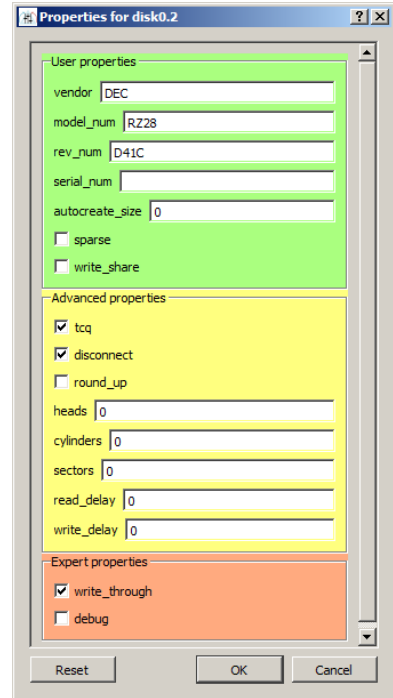 Properties for disk0.2
User properties
vendor DEC
model_num RZ28
rev_num D41C
serial_num
autocreate_size 0
sparse
write_share
Advanced properties
tcq
disconnect
round_up
heads 0
cylinders 0
sectors 0
read_delay 0
write_delay 0
Expert properties
write_through
debug
Reset OK Cancel